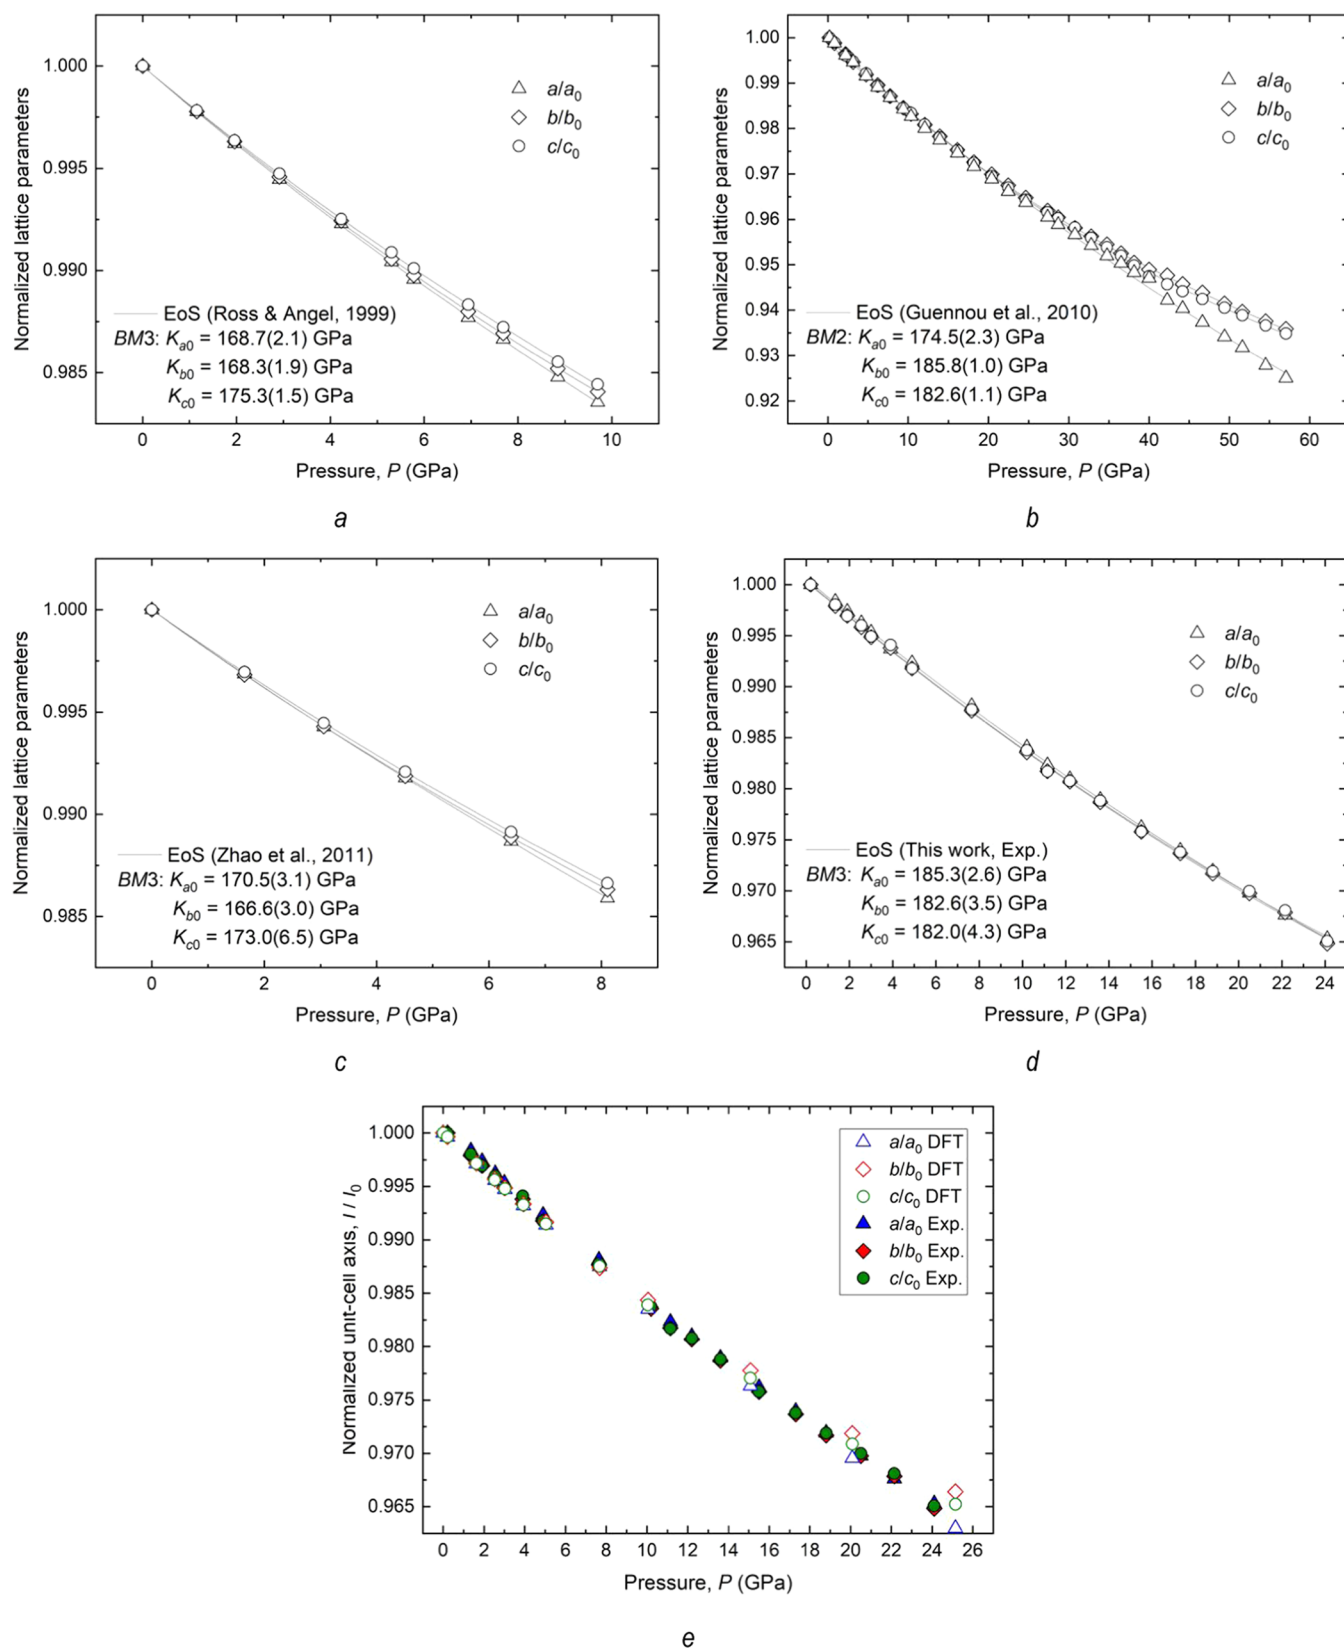 1.000
0.995
0.990
0.985
Normalized lattice parameters
a/a0
b/b0
c/c0
EoS (Ross & Angel, 1999)
BM3: Ka0 = 168.7(2.1) GPa
Kb0 = 168.3(1.9) GPa
Kc0 = 175.3(1.5) GPa
0 2 4 6 8 10
Pressure, P (GPa)
a
1.00
0.99
0.98
0.97
0.96
0.95
0.94
0.93
0.92
Normalized lattice parameters
a/a0
b/b0
c/c0
EoS (Guennou et al., 2010)
BM2: Ka0 = 174.5(2.3) GPa
Kb0 = 185.8(1.0) GPa
Kc0 = 182.6(1.1) GPa
0 10 20 30 40 50 60
Pressure, P (GPa)
b
1.000
0.995
0.990
0.985
Normalized lattice parameters
a/a0
b/b0
c/c0
EoS (Zhao et al., 2011)
BM3: Ka0 = 170.5(3.1) GPa
Kb0 = 166.6(3.0) GPa
Kc0 = 173.0(6.5) GPa
0 2 4 6 8
Pressure, P (GPa)
c
1.000
0.995
0.990
0.985
0.980
0.975
0.970
0.965
Normalized lattice parameters
a/a0
b/b0
c/c0
EoS (This work, Exp.)
BM3: Ka0 = 185.3(2.6) GPa
Kb0 = 182.6(3.5) GPa
Kc0 = 182.0(4.3) GPa
0 2 4 6 8 10 12 14 16 18 20 22 24
Pressure, P (GPa)
d
1.000
0.995
0.990
0.985
0.980
0.975
0.970
0.965
Normalized unit-cell axis, l / l0
a/a0 DFT
b/b0 DFT
c/c0 DFT
a/a0 Exp.
b/b0 Exp.
c/c0 Exp.
0 2 4 6 8 10 12 14 16 18 20 22 24 26
Pressure, P (GPa)
e